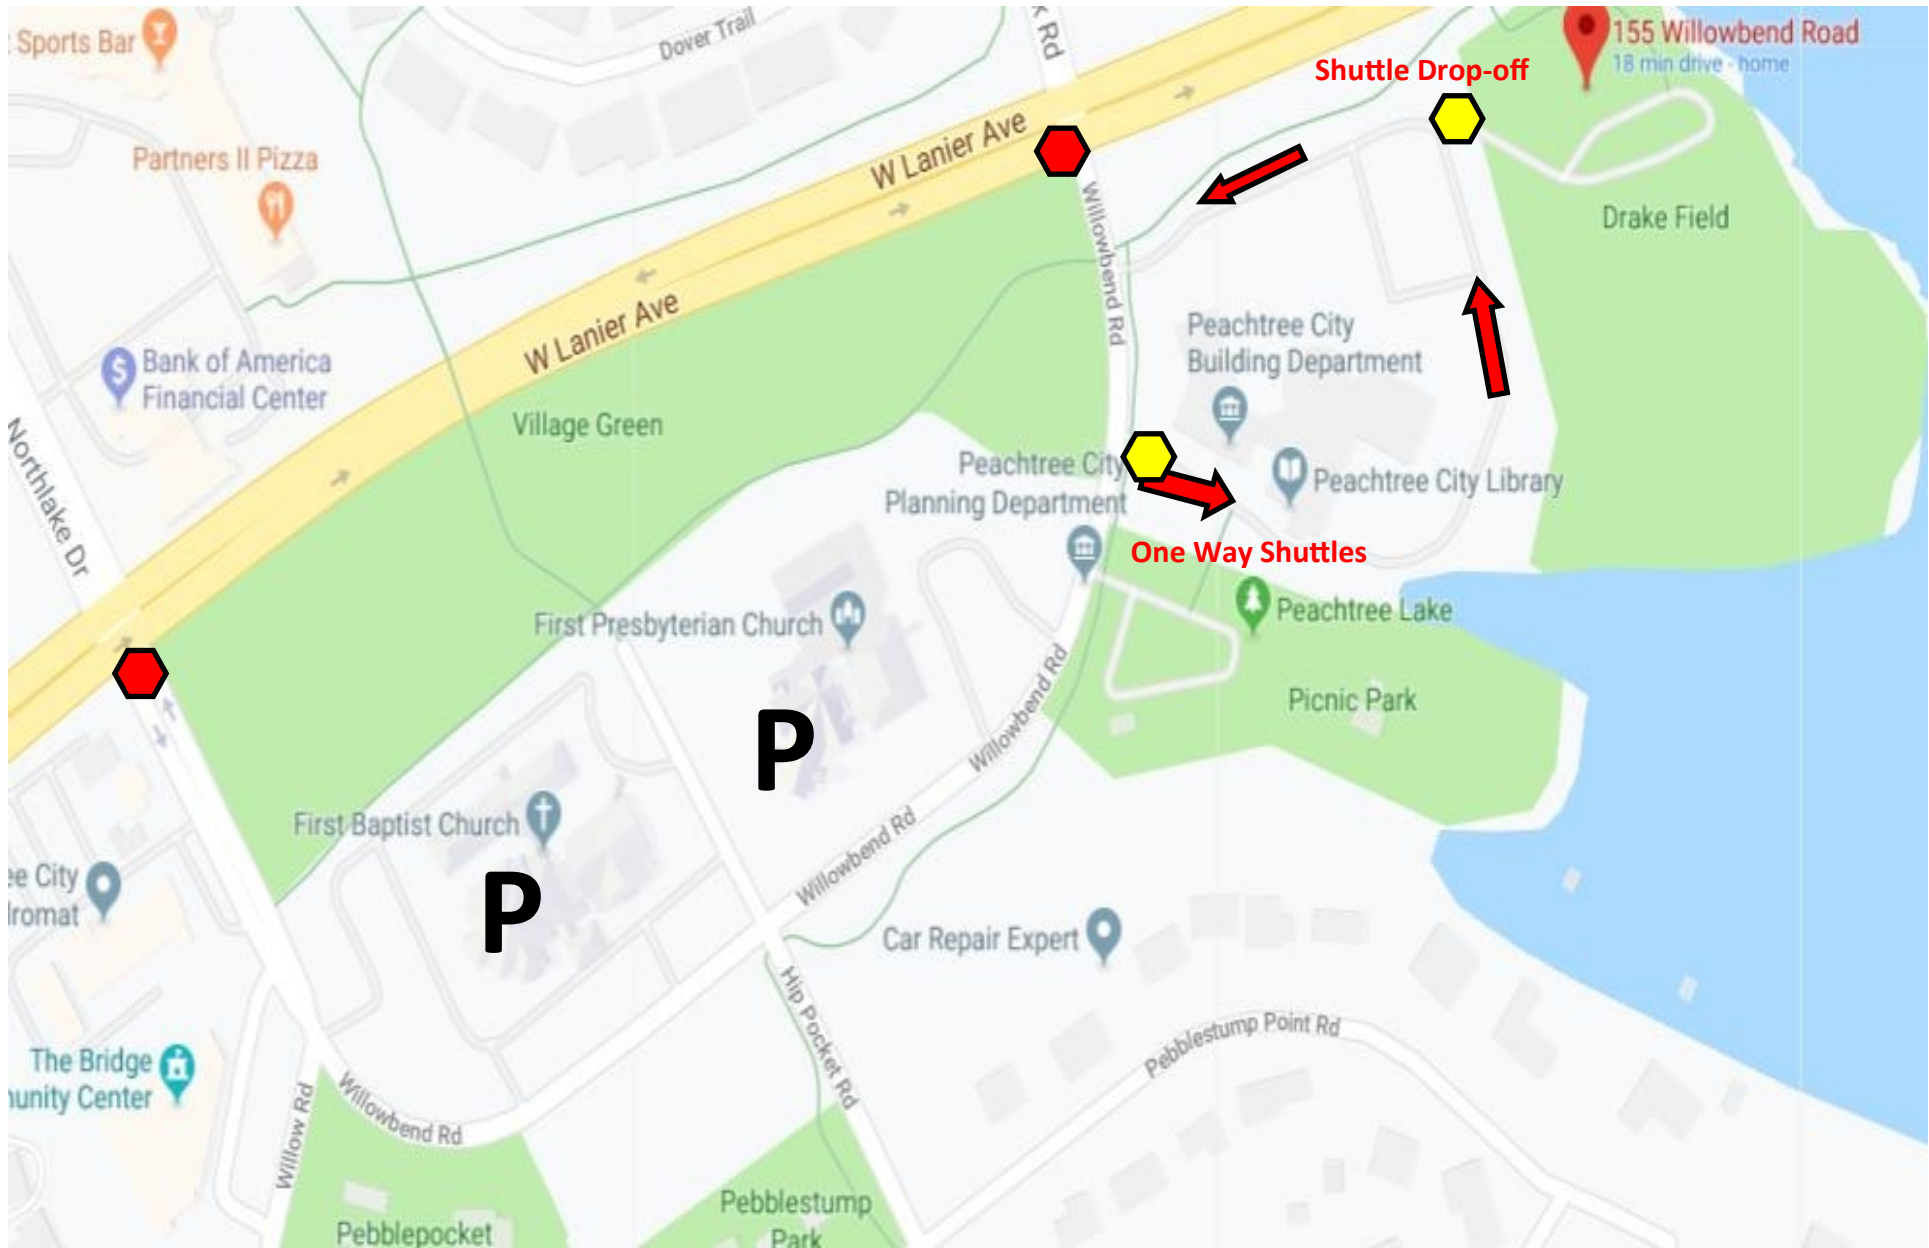 Sports Bar
Dover Trail
Rd
155 Willowbend Road
18 min drive - home
Shuttle Drop-off
Partners II Pizza
W Lanier Ave
Willowbend Rd
Drake Field
W Lanier Ave
Peachtree City
Building Department
Bank of America
Financial Center
Village Green
Northlake Dr
Peachtree City
Planning Department
Peachtree City Library
One Way Shuttles
First Presbyterian Church
Peachtree Lake
Willowbend Rd
Picnic Park
P
First Baptist Church
Willowbend Rd
P
ee City
Iromat
Car Repair Expert
Hip Pocket Rd
Pebblestump Point Rd
The Bridge
unity Center
Willow Rd
Willowbend Rd
Pebblestump
Park
Pebblepocket